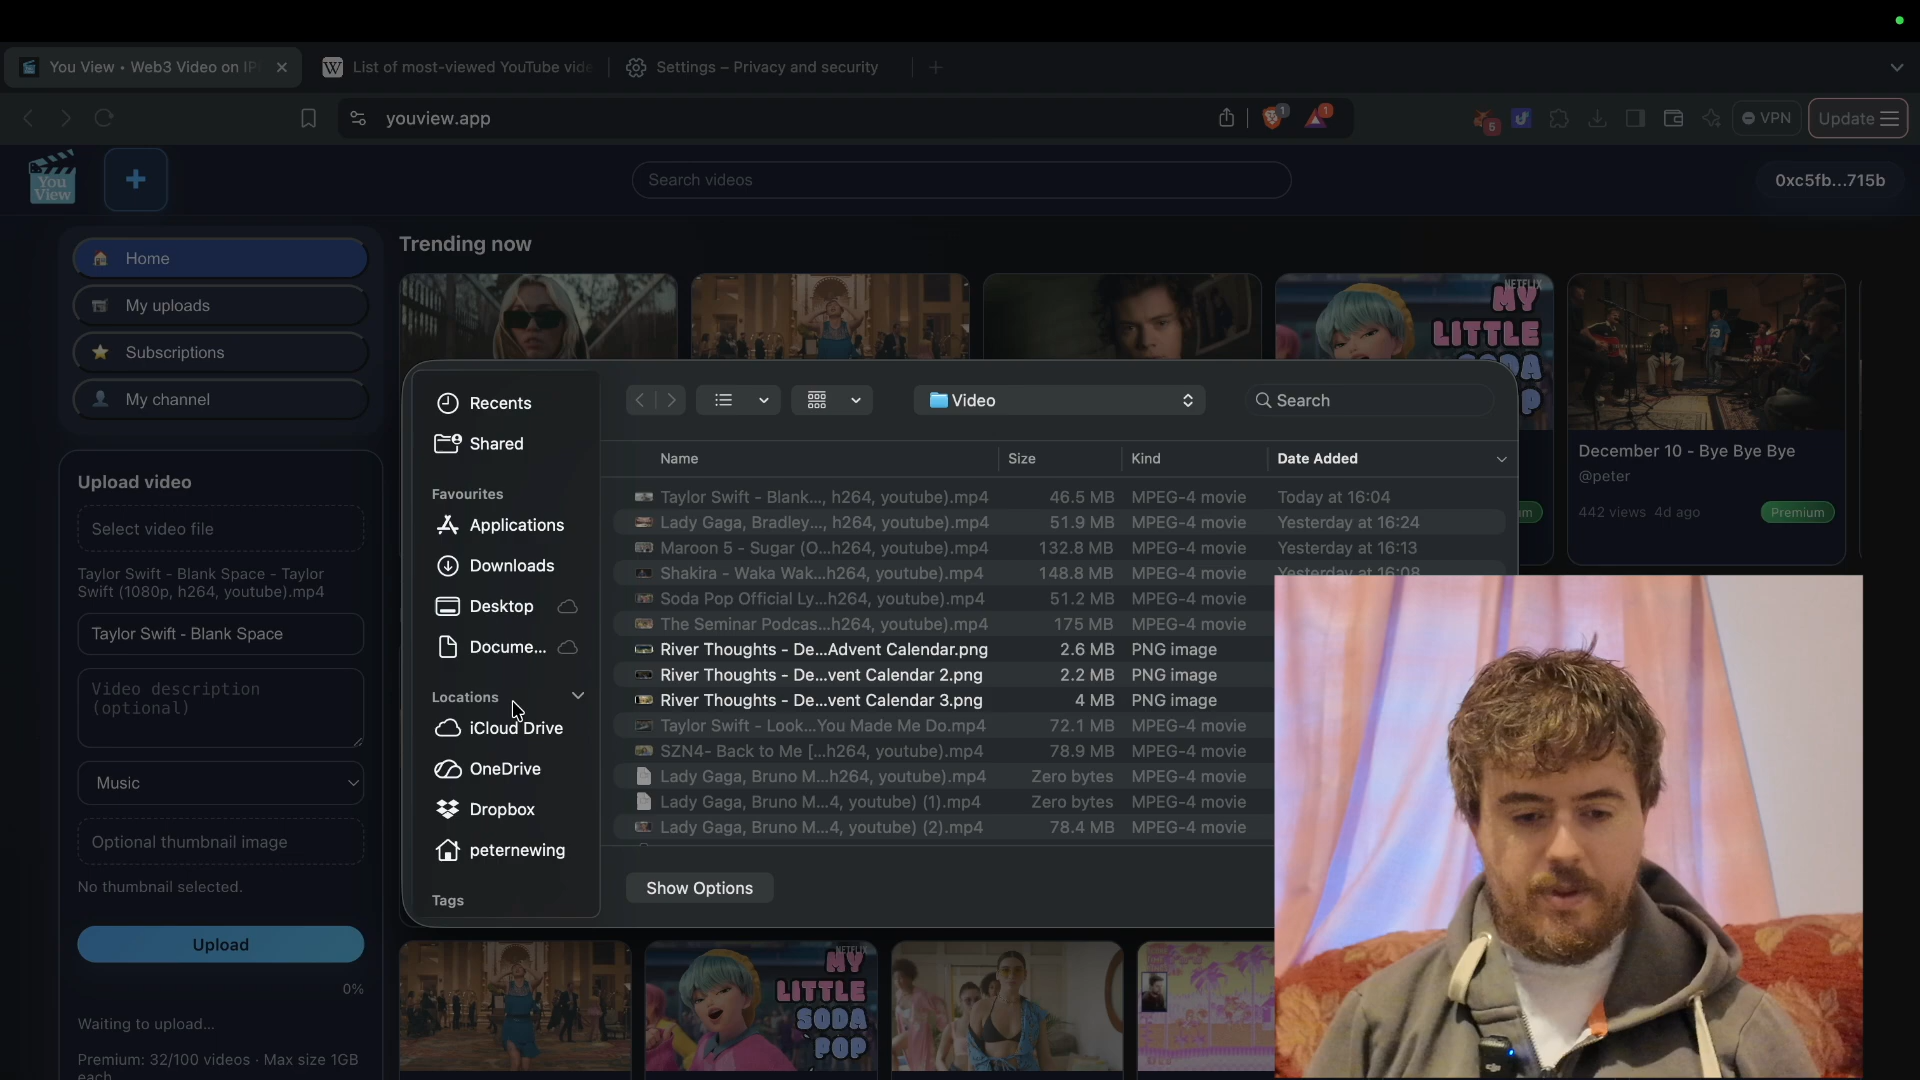 You View • Web3 Video on IP
List of most-viewed YouTube vide
Settings – Privacy and security
youview.app
1
1
5
VPN
Update
You
View
Search videos
0xc5fb...715b
Home
My uploads
Subscriptions
My channel
Trending now
NETFLIX
MY
LITTLE
December 10 - Bye Bye Bye
@peter
442 views 4d ago
Premium
Upload video
Select video file
Taylor Swift - Blank Space - Taylor
Swift (1080p, h264, youtube).mp4
Taylor Swift - Blank Space
Video description
(optional)
Music
Optional thumbnail image
No thumbnail selected.
Upload
0%
Waiting to upload...
Premium: 32/100 videos · Max size 1GB
each
Recents
Shared
Favourites
Applications
Downloads
Desktop
Docume...
Locations
iCloud Drive
OneDrive
Dropbox
peternewing
Tags
Video
Search
Name Size Kind Date Added
Taylor Swift - Blank..., h264, youtube).mp4 46.5 MB MPEG-4 movie Today at 16:04
Lady Gaga, Bradley..., h264, youtube).mp4 51.9 MB MPEG-4 movie Yesterday at 16:24
Maroon 5 - Sugar (O...h264, youtube).mp4 132.8 MB MPEG-4 movie Yesterday at 16:13
Shakira - Waka Wak...h264, youtube).mp4 148.8 MB MPEG-4 movie Yesterday at 16:08
Soda Pop Official Ly...h264, youtube).mp4 51.2 MB MPEG-4 movie
The Seminar Podcas...h264, youtube).mp4 175 MB MPEG-4 movie
River Thoughts - De...Advent Calendar.png 2.6 MB PNG image
River Thoughts - De...vent Calendar 2.png 2.2 MB PNG image
River Thoughts - De...vent Calendar 3.png 4 MB PNG image
Taylor Swift - Look...You Made Me Do.mp4 72.1 MB MPEG-4 movie
SZN4- Back to Me [...h264, youtube).mp4 78.9 MB MPEG-4 movie
Lady Gaga, Bruno M...h264, youtube).mp4 Zero bytes MPEG-4 movie
Lady Gaga, Bruno M...4, youtube) (1).mp4 Zero bytes MPEG-4 movie
Lady Gaga, Bruno M...4, youtube) (2).mp4 78.4 MB MPEG-4 movie
Show Options
NETFLIX
MY
LITTLE
SODA
POP